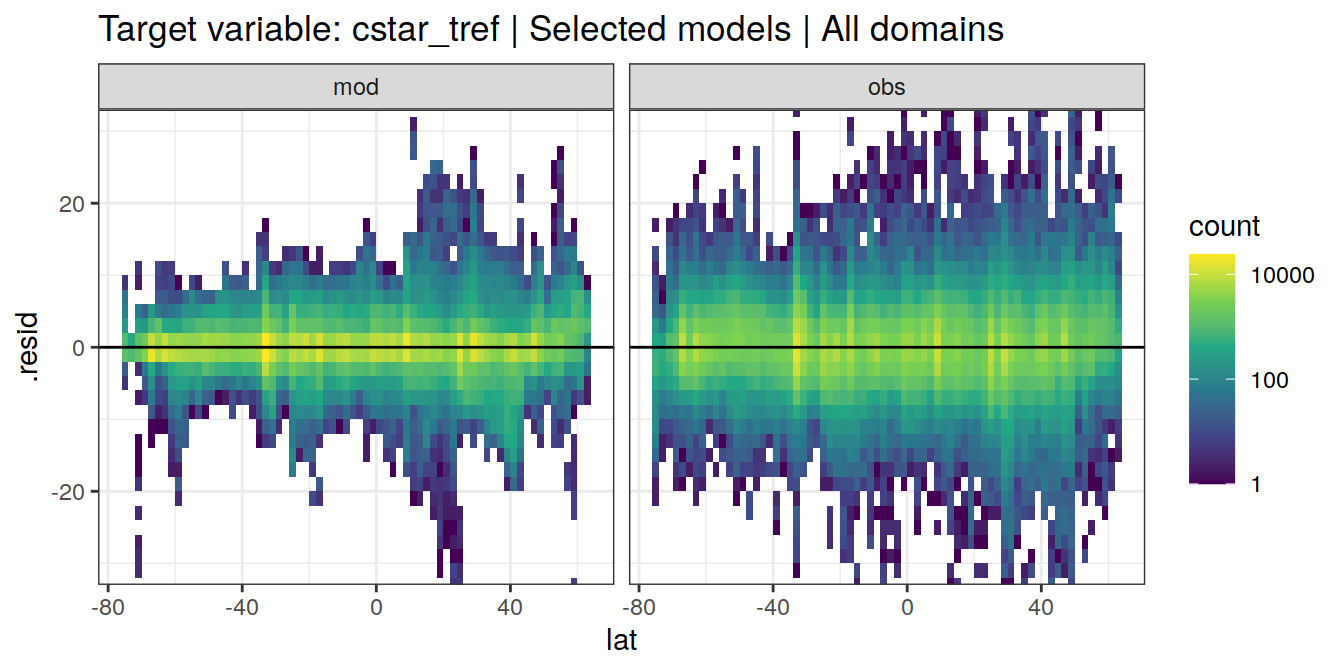 Target variable: cstar_tref | Selected models | All domains
mod
obs
20
0
-20
.resid
-80
-40
0
40
-80
-40
0
40
lat
count
10000
100
1